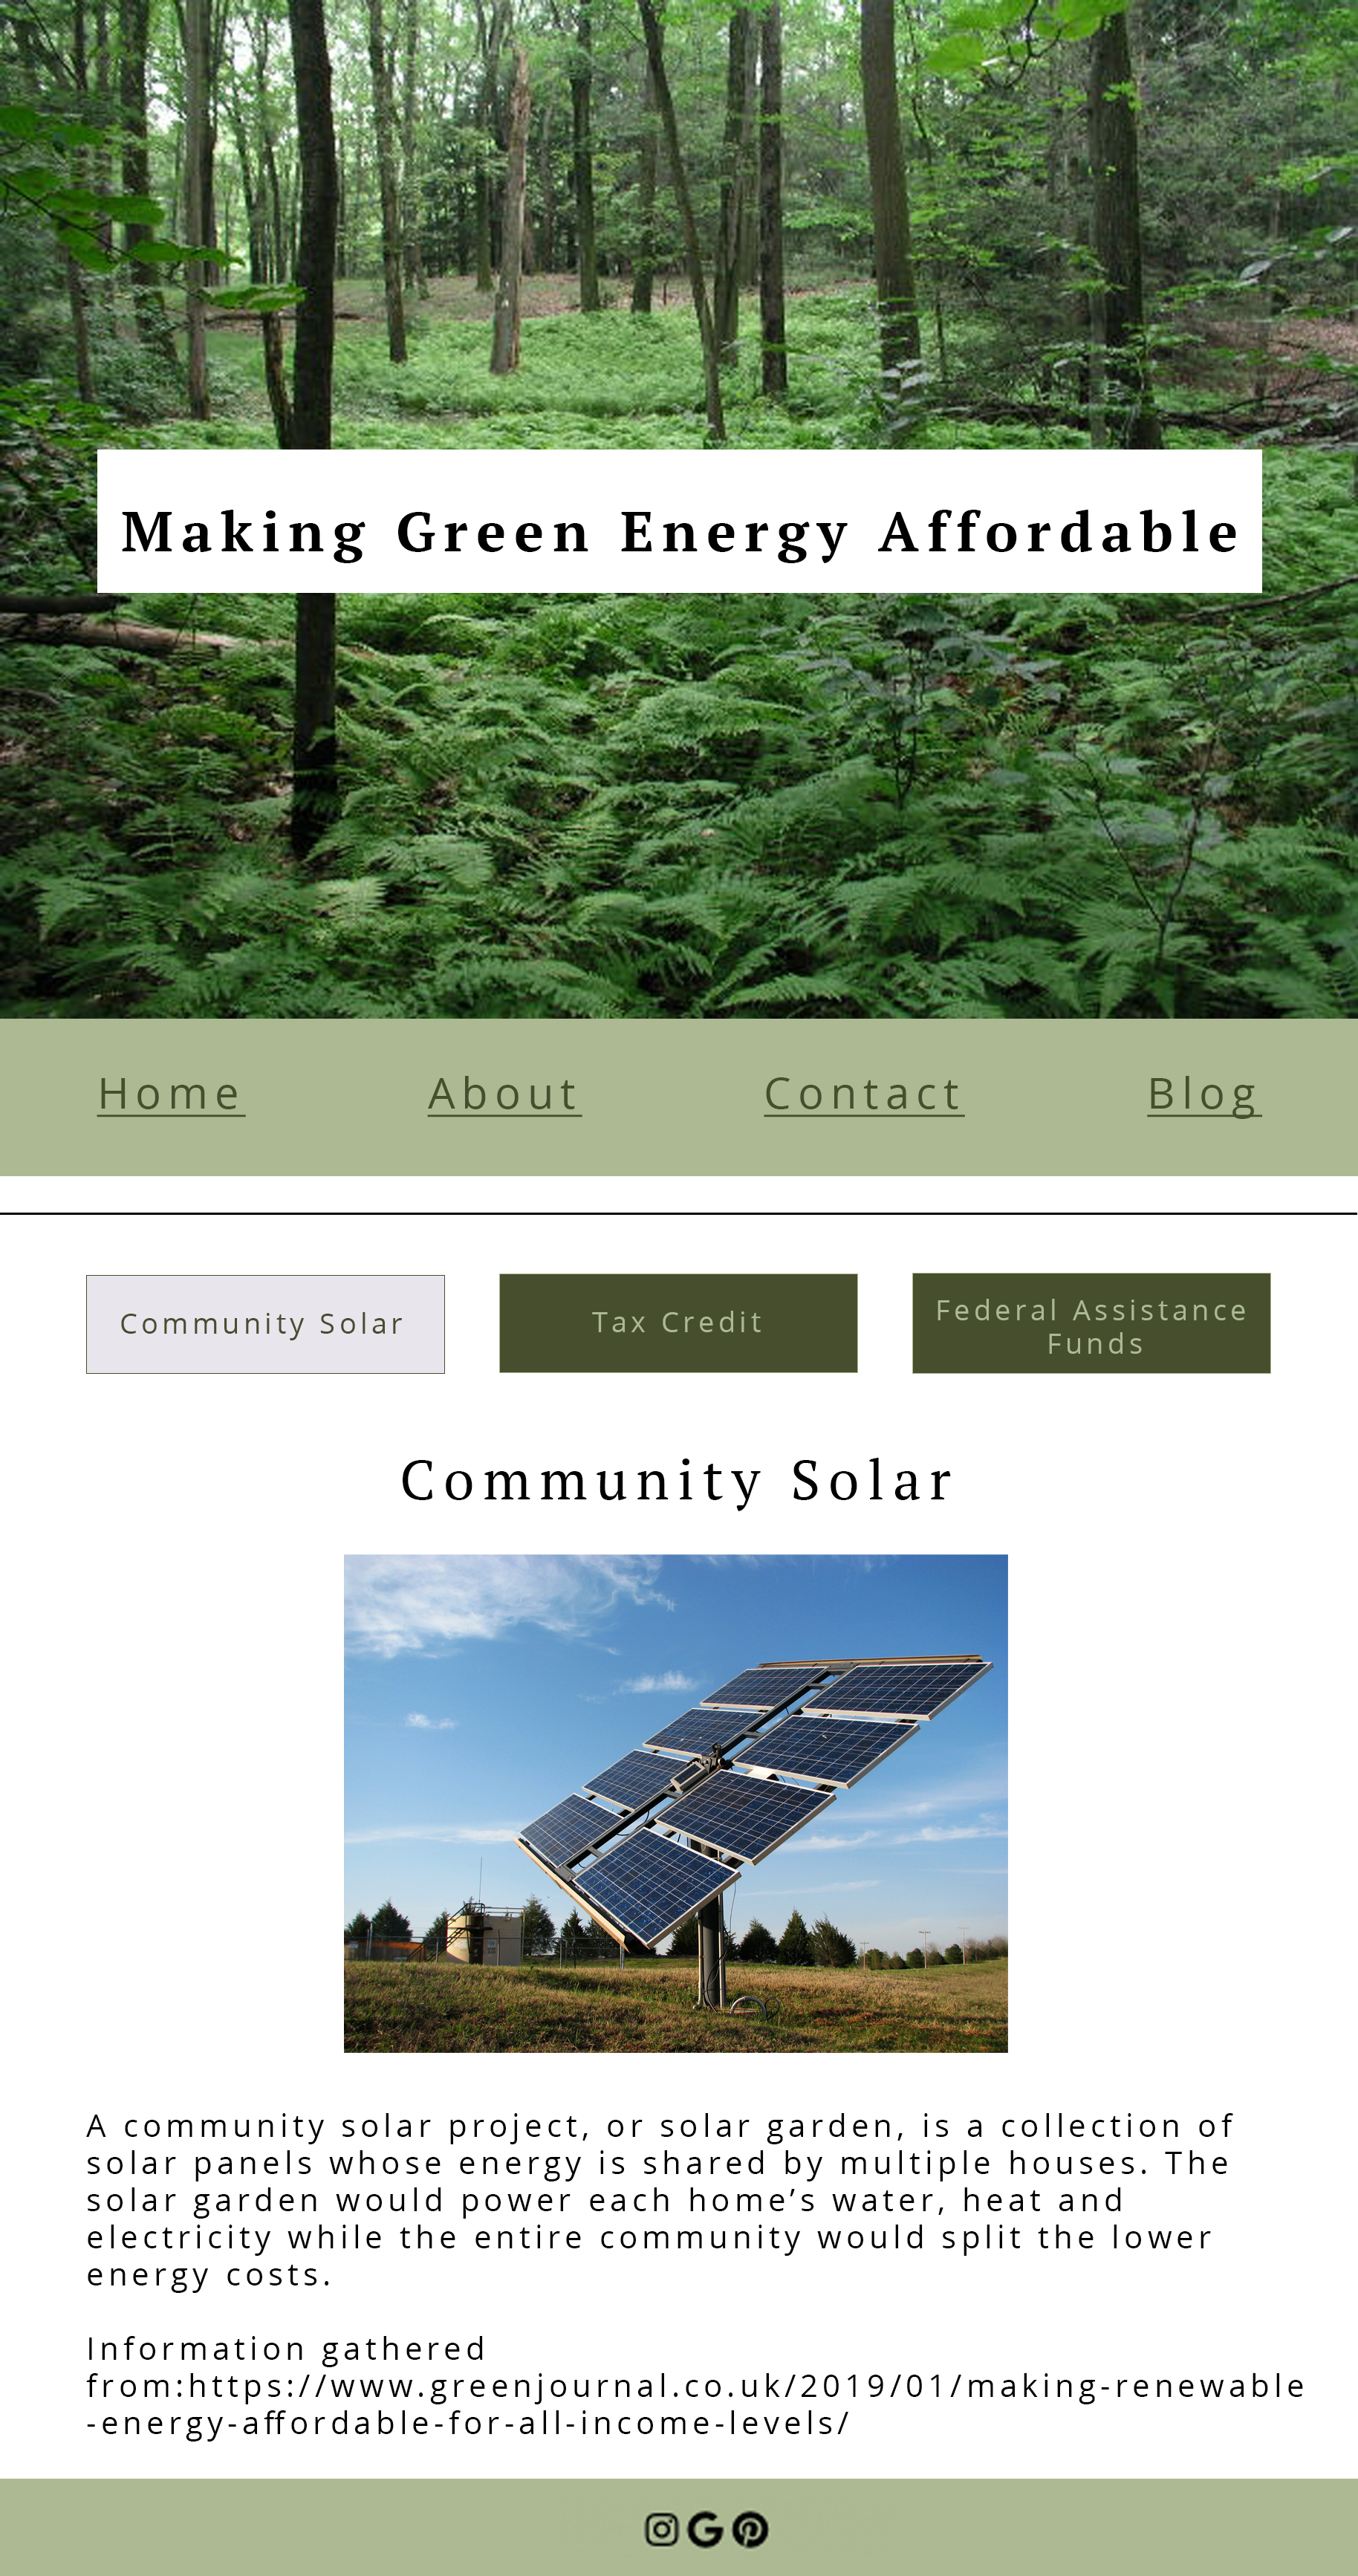 Making Green Energy Affordable
Home About Contact Blog
Community Solar
Tax Credit
Federal Assistance
Funds
Community Solar
A community solar project, or solar garden, is a collection of
solar panels whose energy is shared by multiple houses. The
solar garden would power each home’s water, heat and
electricity while the entire community would split the lower
energy costs.
Information gathered
from:https://www.greenjournal.co.uk/2019/01/making-renewable
-energy-affordable-for-all-income-levels/